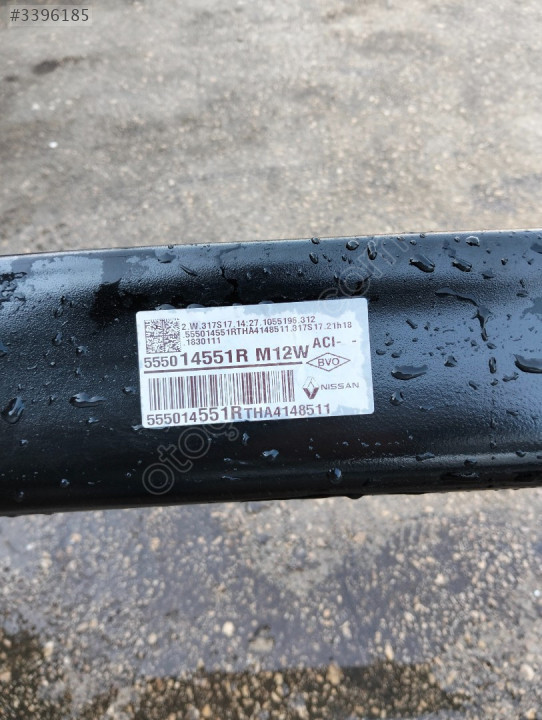 #3396185
2.W.317S17.14:27.1055196.312
.555014551RTHA4148511.317S17.21h18
.1830111
555014551R M12W ACI- -
BVO
NISSAN
555014551RTHA4148511